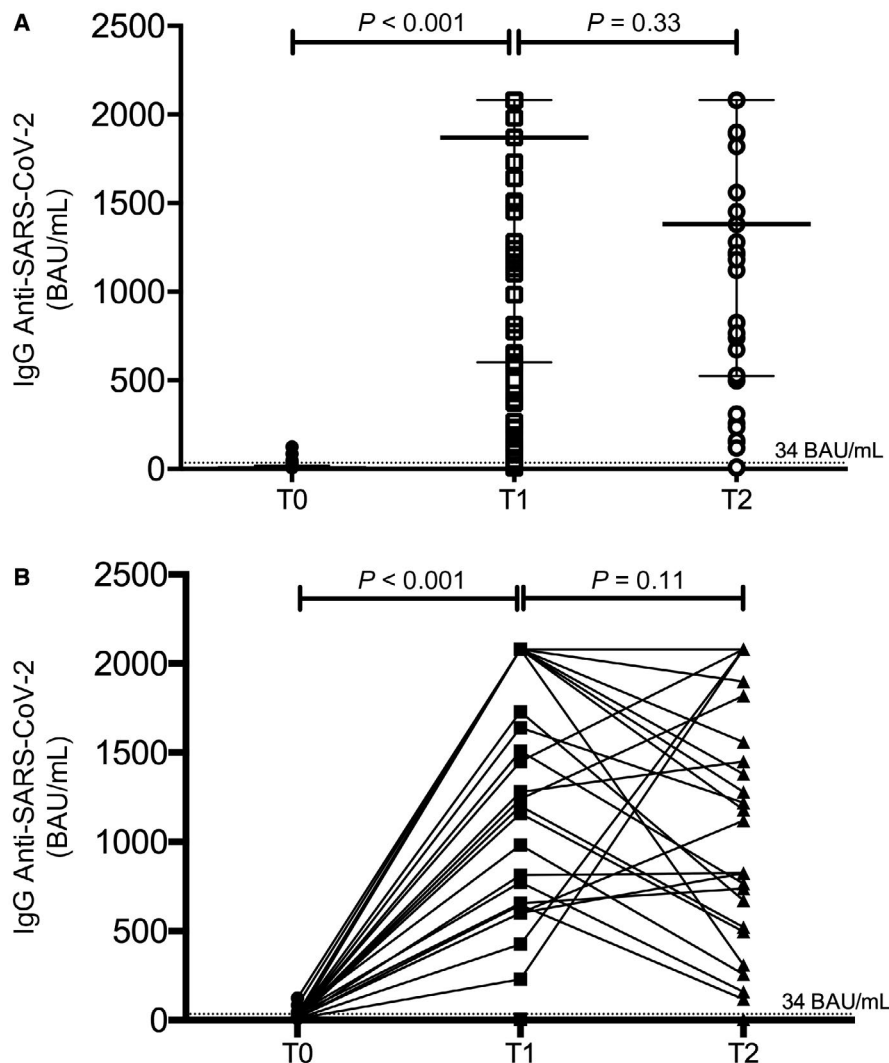 A
P < 0.001
P = 0.33
IgG Anti-SARS-CoV-2
(BAU/mL)
2500
2000
1500
1000
500
0
34 BAU/mL
T0
T1
T2
B
P < 0.001
P = 0.11
IgG Anti-SARS-CoV-2
(BAU/mL)
2500
2000
1500
1000
500
0
34 BAU/mL
T0
T1
T2